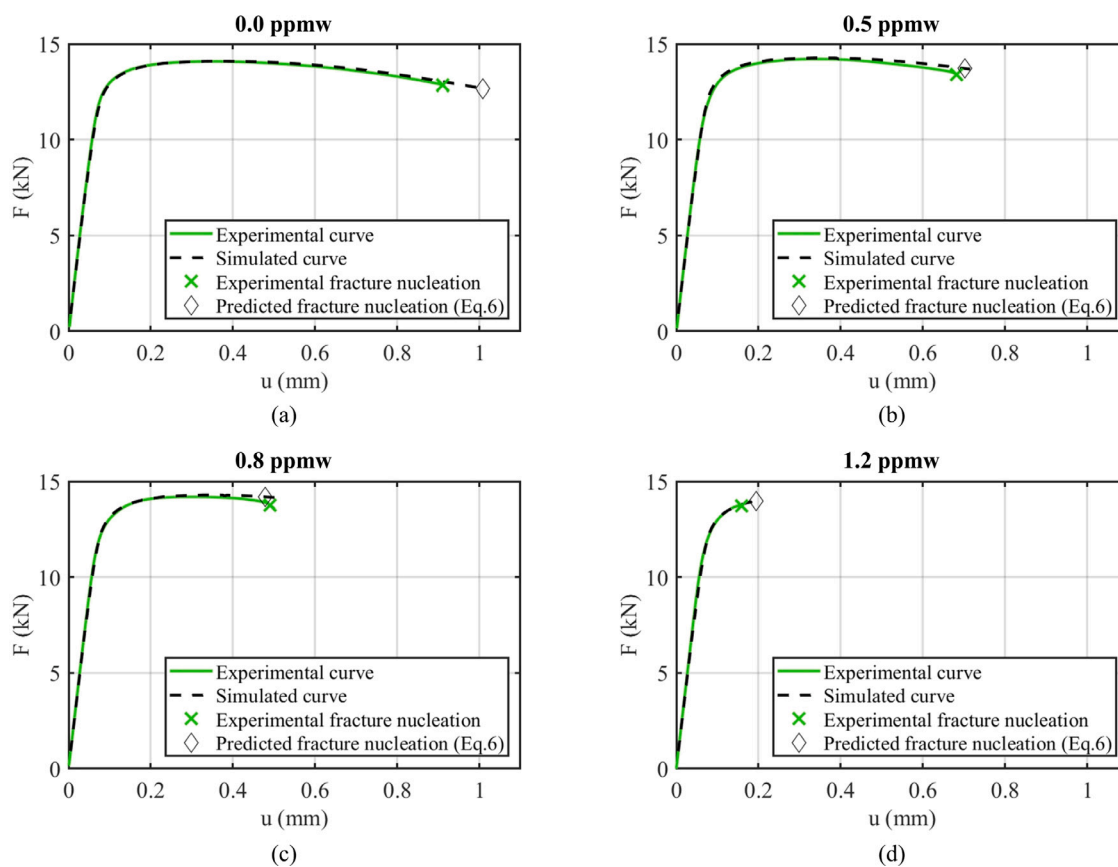 0.0 ppmw
15
10
5
0
F (kN)
Experimental curve
Simulated curve
Experimental fracture nucleation
Predicted fracture nucleation (Eq.6)
0 0.2 0.4 0.6 0.8 1
u (mm)
(a)
0.5 ppmw
15
10
5
0
F (kN)
Experimental curve
Simulated curve
Experimental fracture nucleation
Predicted fracture nucleation (Eq.6)
0 0.2 0.4 0.6 0.8 1
u (mm)
(b)
0.8 ppmw
15
10
5
0
F (kN)
Experimental curve
Simulated curve
Experimental fracture nucleation
Predicted fracture nucleation (Eq.6)
0 0.2 0.4 0.6 0.8 1
u (mm)
(c)
1.2 ppmw
15
10
5
0
F (kN)
Experimental curve
Simulated curve
Experimental fracture nucleation
Predicted fracture nucleation (Eq.6)
0 0.2 0.4 0.6 0.8 1
u (mm)
(d)